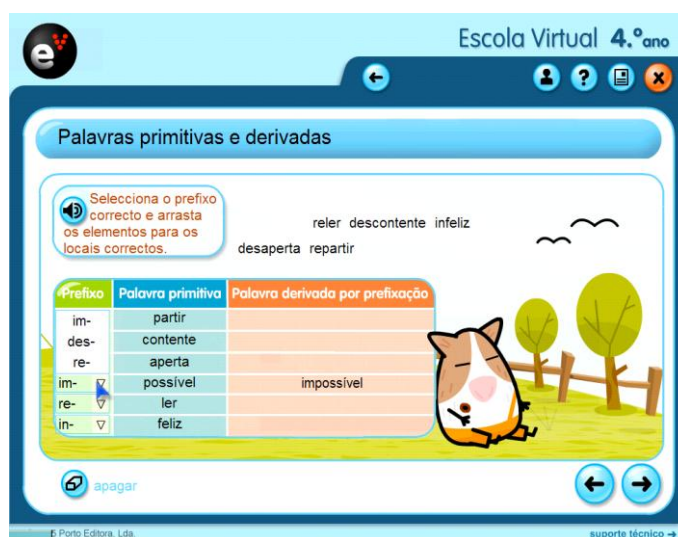 Escola Virtual 4.º ano
e
Palavras primitivas e derivadas
Selecciona o prefixo
correcto e arrasta
os elementos para os
locais correctos.
reler descontente infeliz
desaperta repartir
Prefixo Palavra primitiva Palavra derivada por prefixação
im- partir
des- contente
re- aperta
im- possível impossível
re- ler
in- feliz
apagar
Porto Editora, Lda.
suporte técnico